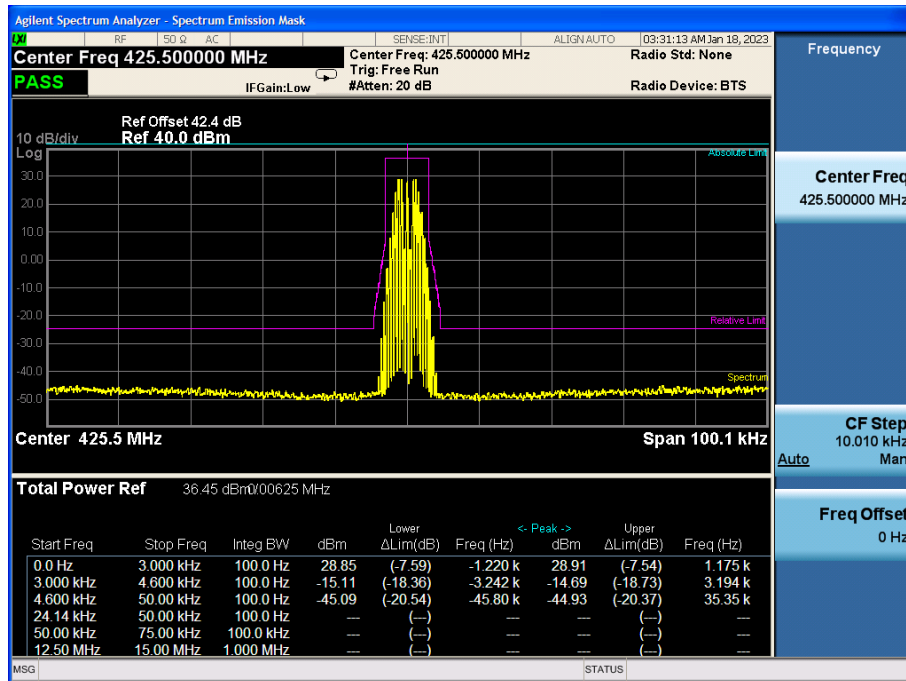 Agilent Spectrum Analyzer - Spectrum Emission Mask
LXI RF 50 Ω AC SENSE:INT ALIGN AUTO 03:31:13 AM Jan 18, 2023
Center Freq 425.500000 MHz
Center Freq: 425.500000 MHz
Radio Std: None
Trig: Free Run
PASS
IFGain:Low
#Atten: 20 dB
Radio Device: BTS
Frequency
Ref Offset 42.4 dB
10 dB/div Ref 40.0 dBm
Log
Absolute Limit
30.0
20.0
10.0
0.00
-10.0
-20.0
Relative Limit
-30.0
-40.0
Spectrum
-50.0
Center 425.5 MHz
Span 100.1 kHz
Center Freq
425.500000 MHz
CF Step
10.010 kHz
Auto Man
Freq Offset
0 Hz
Total Power Ref 36.45 dBm/0.00625 MHz
Lower <- Peak -> Upper
Start Freq Stop Freq Integ BW dBm ΔLim(dB) Freq (Hz) dBm ΔLim(dB) Freq (Hz)
0.0 Hz 3.000 kHz 100.0 Hz 28.85 (-7.59) -1.220 k 28.91 (-7.54) 1.175 k
3.000 kHz 4.600 kHz 100.0 Hz -15.11 (-18.36) -3.242 k -14.69 (-18.73) 3.194 k
4.600 kHz 50.00 kHz 100.0 Hz -45.09 (-20.54) -45.80 k -44.93 (-20.37) 35.35 k
24.14 kHz 50.00 kHz 100.0 Hz --- (---) --- --- (---) ---
50.00 kHz 75.00 kHz 100.0 kHz --- (---) --- --- (---) ---
12.50 MHz 15.00 MHz 1.000 MHz --- (---) --- --- (---) ---
MSG STATUS